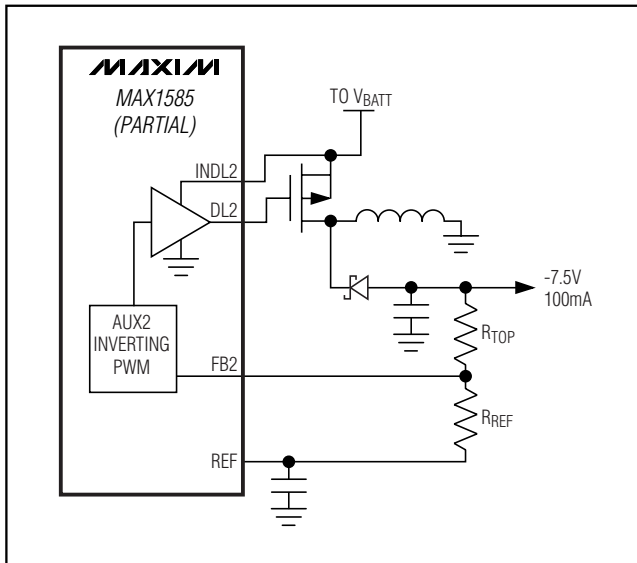 MAXIM
MAX1585
(PARTIAL)
TO VBATT
INDL2
DL2
-7.5V
100mA
AUX2
INVERTING
PWM
FB2
RTOP
RREF
REF